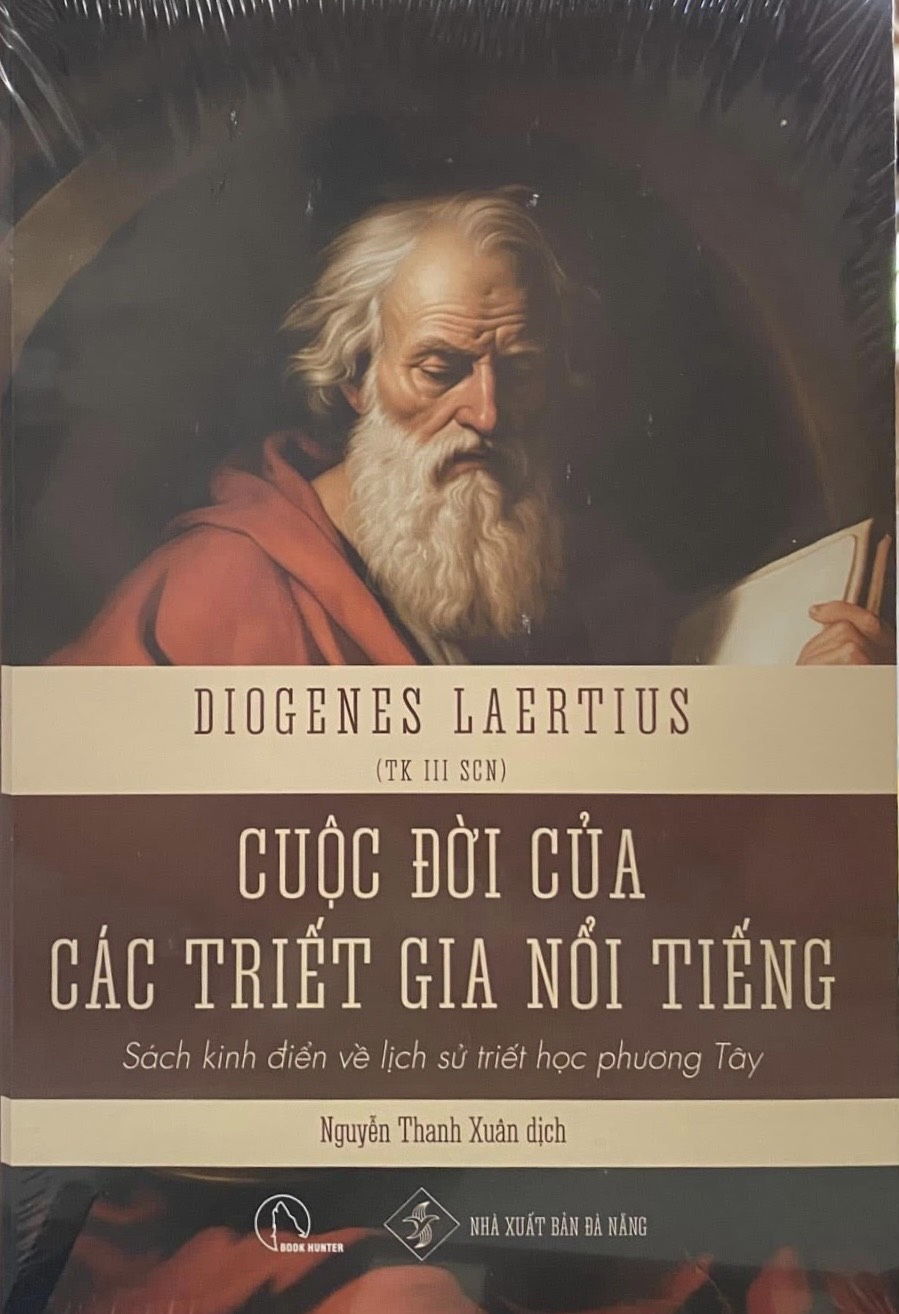 DIOGENES LAERTIUS
(TK III SCN)
CUỘC ĐỜI CỦA
CÁC TRIẾT GIA NỔI TIẾNG
Sách kinh điển về lịch sử triết học phương Tây
Nguyễn Thanh Xuân dịch
BOOK HUNTER
NHÀ XUẤT BẢN ĐÀ NẴNG